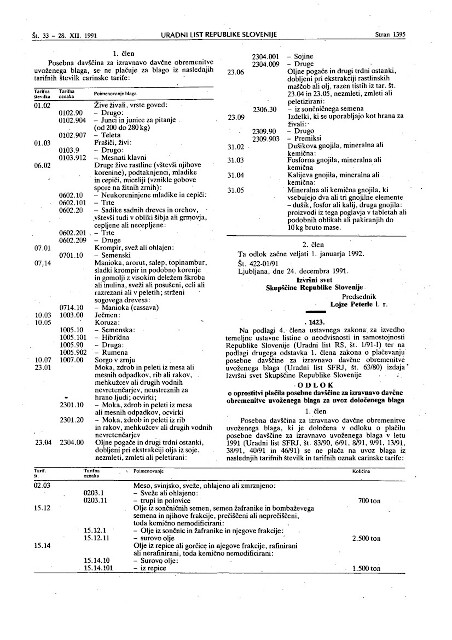 Št. 33 – 28. XII. 1991
URADNI LIST REPUBLIKE SLOVENIJE
Stran 1395
1. člen
Posebna davščina za izravnavo davčne obremenitve
uvoženega blaga, se ne plačuje za blago iz naslednjih
tarifnih številk carinske tarife:
Tarifna številka
Tarifna oznaka
Poimenovanje blaga
01.02 Žive živali, vrste goved:
0102.90 – Drugo:
0102.904 – Junci in junice za pitanje
(od 200 do 280 kg)
0102.907 – Teleta
01.03 Prašiči, živi:
0103.9 – Drugo:
0103.912 – Mesnati klavni
06.02 Druge žive rastline (vštevši njihove
korenine), podtaknjenci, mladike
in cepiči, miceliji (vznikle gobove
spore na žitnih zrnih):
0602.10 – Neukoreninjene mladike in cepiči:
0602.101 – Trte
0602.20 – Sadike sadnih dreves in orehov,
vštevši tudi v obliki šibja ali grmovja,
cepljene ali necepljene:
0602.201 – Trte
0602.209 – Druge
07.01 Krompir, svež ali ohlajen:
0701.10 – Semenski
07.14 Manioka, arorut, salep, topinambur,
sladki krompir in podobno korenje
in gomolji z visokim deležem škroba
ali inulina, sveži ali posušeni, celi ali
razrezani ali v peletih; strženi
sogovega drevesa:
0714.10 – Manioka (cassava)
10.03 1003.00 Ječmen:
10.05 Koruza:
1005.10 – Semenska:
1005.101 – Hibridna
1005.90 – Druga:
1005.902 – Rumena
10.07 1007.00 Sorgo v zrnju
23.01 Moka, zdrob in peleti iz mesa ali
mesnih odpadkov, rib ali rakov,
mehkužcev ali drugih vodnih
nevretenčarjev, neustreznih za
hrano ljudi; ocvirki;
2301.10 – Moka, zdrob in peleti iz mesa
ali mesnih odpadkov, ocvirki
2301.20 – Moka, zdrob in peleti iz rib
in rakov, mehkužcev ali drugih vodnih
nevretenčarjev
23.04 2304.00 Oljne pogače in drugi trdni ostanki,
dobljeni pri ekstrakciji olja iz soje,
nezmleti, zmleti ali peletirani:
2304.001 – Sojine
2304.009 – Druge
23.06 Oljne pogače in drugi trdni ostanki,
dobljeni pri ekstrakciji rastlinskih
maščob ali olj, razen tistih iz tar. št.
23.04 in 23.05, nezmleti, zmleti ali
peletizirani:
2306.30 – iz sončničnega semena
23.09 Izdelki, ki se uporabljajo kot hrana za
živali:
2309.90 – Drugo
2309.903 – Premiksi
31.02 Dušikova gnojila, mineralna ali
kemična:
31.03 Fosforna gnojila, mineralna ali
kemična:
31.04 Kalijeva gnojila, mineralna ali
kemična:
31.05 Mineralna ali kemična gnojila, ki
vsebujejo dva ali tri gnojilne elemente
– dušik, fosfor ali kalij, druga gnojila:
proizvodi iz tega poglavja v tabletah ali
podobnih oblikah ali pakiranjih do
10 kg bruto mase.
2. člen
Ta odlok začne veljati 1. januarja 1992.
Št. 422-01/91
Ljubljana, dne 24. decembra 1991.
Izvršni svet
Skupščine Republike Slovenije
Predsednik
Lojze Peterle l. r.
1423.
Na podlagi 4. člena ustavnega zakona za izvedbo
temeljne ustavne listine o neodvisnosti in samostojnosti
Republike Slovenije (Uradni list RS, št. 1/91-I) ter na
podlagi drugega odstavka 1. člena zakona o plačevanju
posebne davščine za izravnavo davčne obremenitve
uvoženega blaga (Uradni list SFRJ, št. 63/80) izdaja
Izvršni svet Skupščine Republike Slovenije
ODLOK
o oprostitvi plačila posebne davščine za izravnavo davčne
obremenitve uvoženega blaga za uvoz določenega blaga
1. člen
Posebna davščina za izravnavo davčne obremenitve
uvoženega blaga, ki je določena v odloku o plačilu
posebne davščine za izravnavo uvoženega blaga v letu
1991 (Uradni list SFRJ, št. 83/90, 6/91, 8/91, 9/91, 13/91,
38/91, 40/91 in 46/91) se ne plača na uvoz blaga iz
naslednjih tarifnih številk in tarifnih oznak carinske tarife:
Tarif. št.
Tarifna oznaka
Poimenovanje
Količina
02.03 Meso, svinjsko, sveže, ohlajeno ali zmrznjeno:
0203.1 – Sveže ali ohlajeno:
0203.11 – trupi in polovice 700 ton
15.12 Olje iz sončničnih semen, semen žafranike in bombaževega
semena in njihove frakcije, prečiščeni ali neprečiščeni,
toda kemično nemodificirani:
15.12.1 – Olje iz sončnic in žafranike in njegove frakcije:
15.12.11 – surovo olje 2.500 ton
15.14 Olje iz repice ali gorčice in njegove frakcije, rafinirani
ali nerafinirani, toda kemično nemodificirani:
15.14.10 – Surovo olje:
15.14.101 – iz repice 1.500 ton